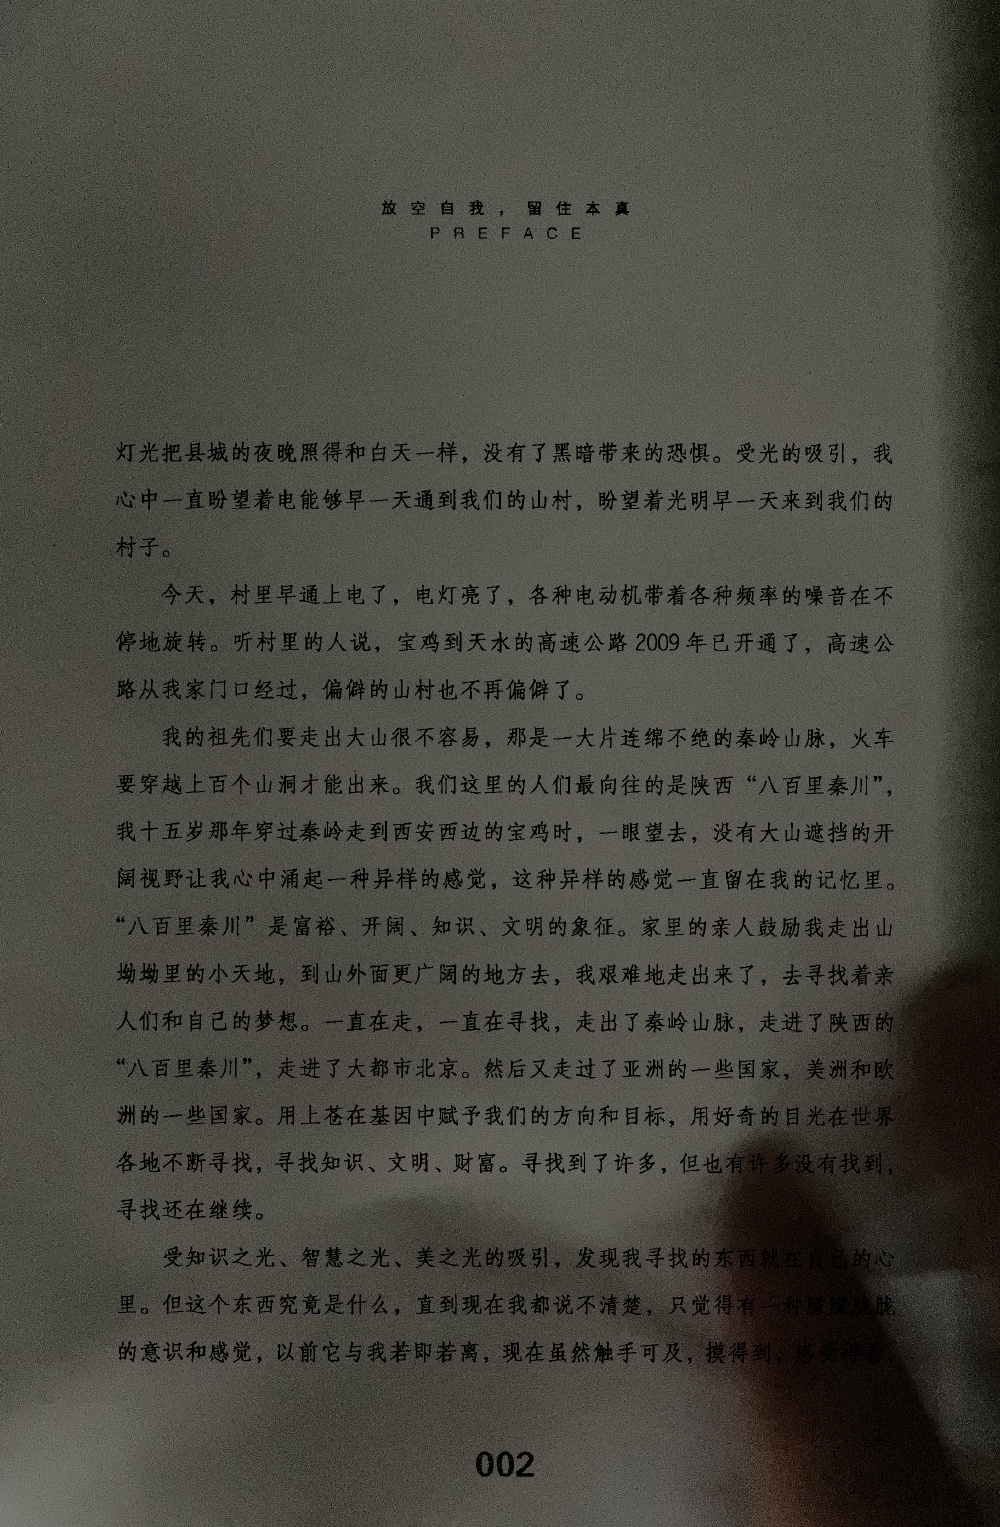 放空自我，留住本真
PREFACE
灯光把县城的夜晚照得和白天一样，没有了黑暗带来的恐惧。受光的吸引，我
心中一直盼望着电能够早一天通到我们的山村，盼望着光明早一天来到我们的
村子。
今天，村里早通上电了，电灯亮了，各种电动机带着各种频率的噪音在不
停地旋转。听村里的人说，宝鸡到天水的高速公路 2009 年已开通了，高速公
路从我家门口经过，偏僻的山村也不再偏僻了。
我的祖先们要走出大山很不容易，那是一大片连绵不绝的秦岭山脉，火车
要穿越上百个山洞才能出来。我们这里的人们最向往的是陕西“八百里秦川”，
我十五岁那年穿过秦岭走到西安西边的宝鸡时，一眼望去，没有大山遮挡的开
阔视野让我心中涌起一种异样的感觉，这种异样的感觉一直留在我的记忆里。
“八百里秦川”是富裕、开阔、知识、文明的象征。家里的亲人鼓励我走出山
坳坳里的小天地，到山外面更广阔的地方去，我艰难地走出来了，去寻找着亲
人们和自己的梦想。一直在走，一直在寻找，走出了秦岭山脉，走进了陕西的
“八百里秦川”，走进了大都市北京。然后又走过了亚洲的一些国家，美洲和欧
洲的一些国家。用上苍在基因中赋予我们的方向和目标，用好奇的目光在世界
各地不断寻找，寻找知识、文明、财富。寻找到了许多，但也有许多没有找到，
寻找还在继续。
受知识之光、智慧之光、美之光的吸引，发现我寻找的东西就在自己的心
里。但这个东西究竟是什么，直到现在我都说不清楚，只觉得有一种朦朦胧胧
的意识和感觉，以前它与我若即若离，现在虽然触手可及，摸得到，感受得着，
002